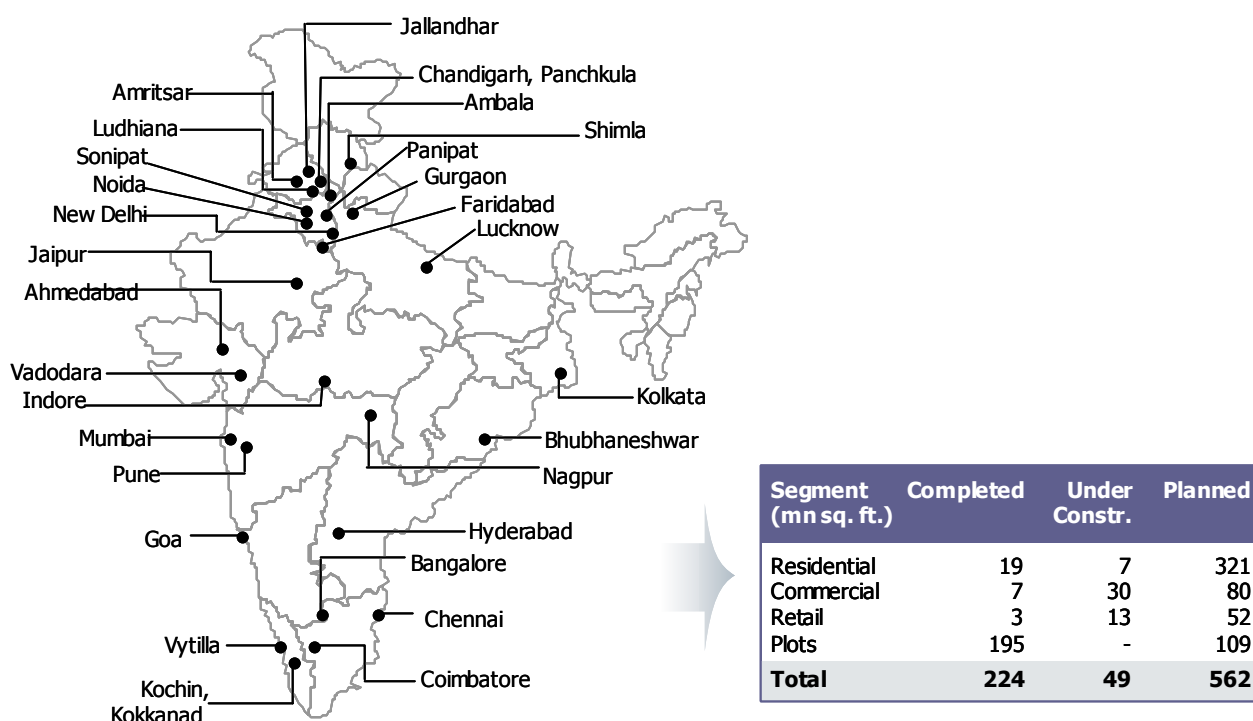 Jallandhar
Chandigarh, Panchkula
Amritsar
Ambala
Ludhiana
Shimla
Sonipat
Panipat
Noida
Gurgaon
New Delhi
Faridabad
Lucknow
Jaipur
Ahmedabad
Vadodara
Indore
Kolkata
Mumbai
Bhubhaneshwar
Pune
Nagpur
Goa
Hyderabad
Bangalore
Chennai
Vytilla
Coimbatore
Kochin,
Kokkanad
Segment Completed Under Planned
(mn sq. ft.) Constr.
Residential 19 7 321
Commercial 7 30 80
Retail 3 13 52
Plots 195 - 109
Total 224 49 562